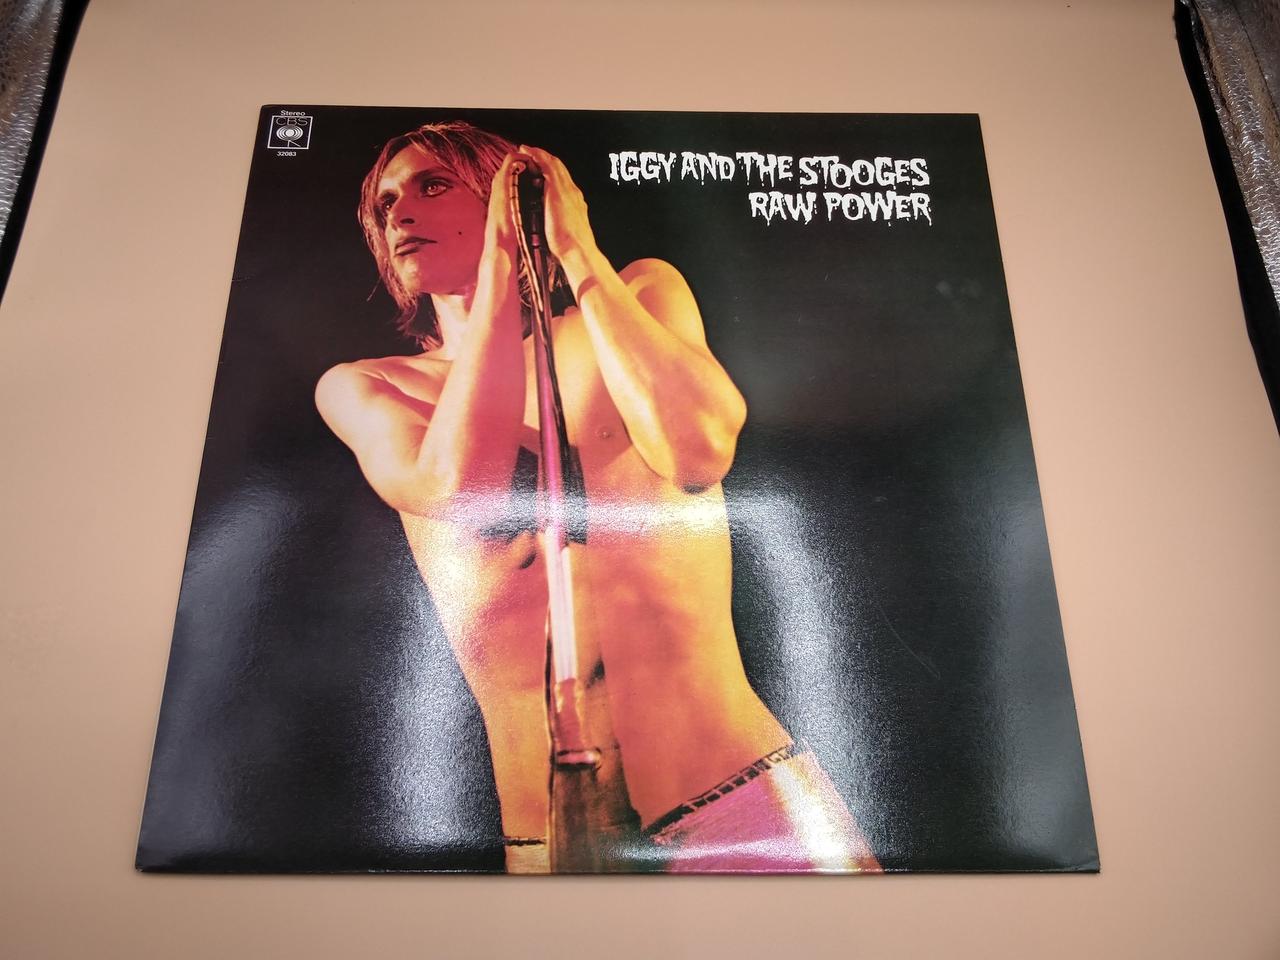 Stereo
CBS
32083
IGGY AND THE STOOGES
RAW POWER